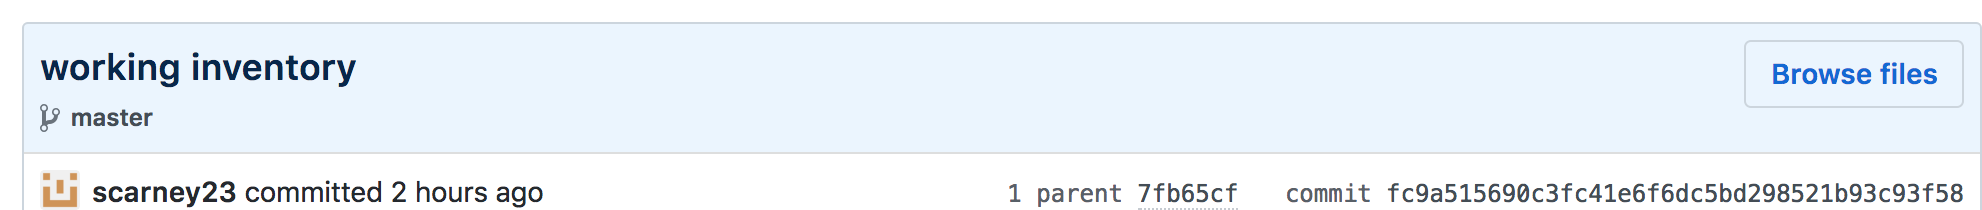 working inventory
Browse files
master
scarney23 committed 2 hours ago
1 parent 7fb65cf commit fc9a515690c3fc41e6f6dc5bd298521b93c93f58